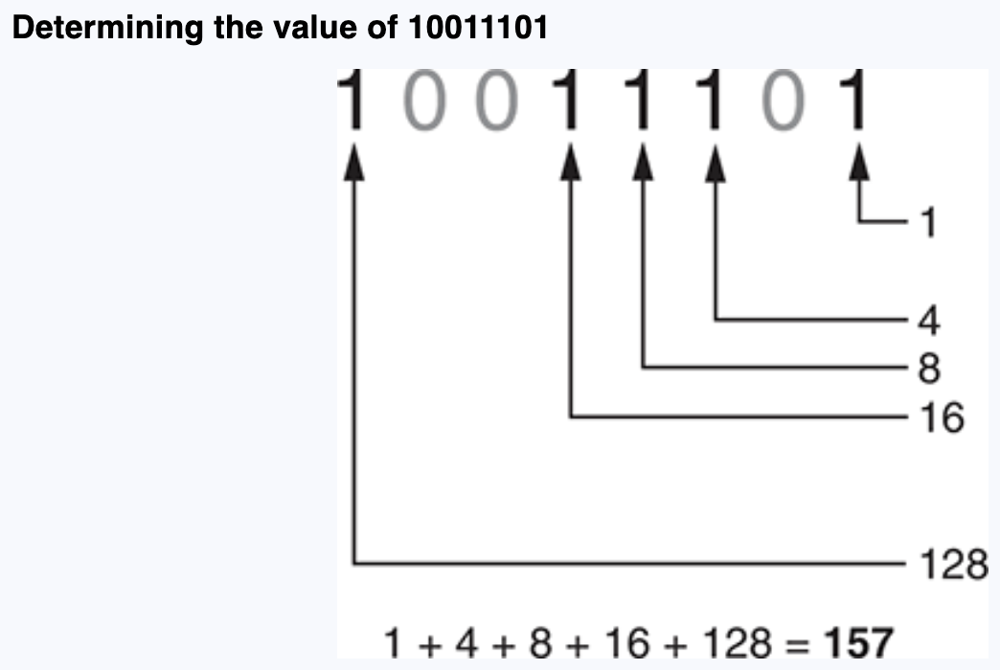 Determining the value of 10011101
1 0 0 1 1 1 0 1
1
4
8
16
128
1 + 4 + 8 + 16 + 128 = 157